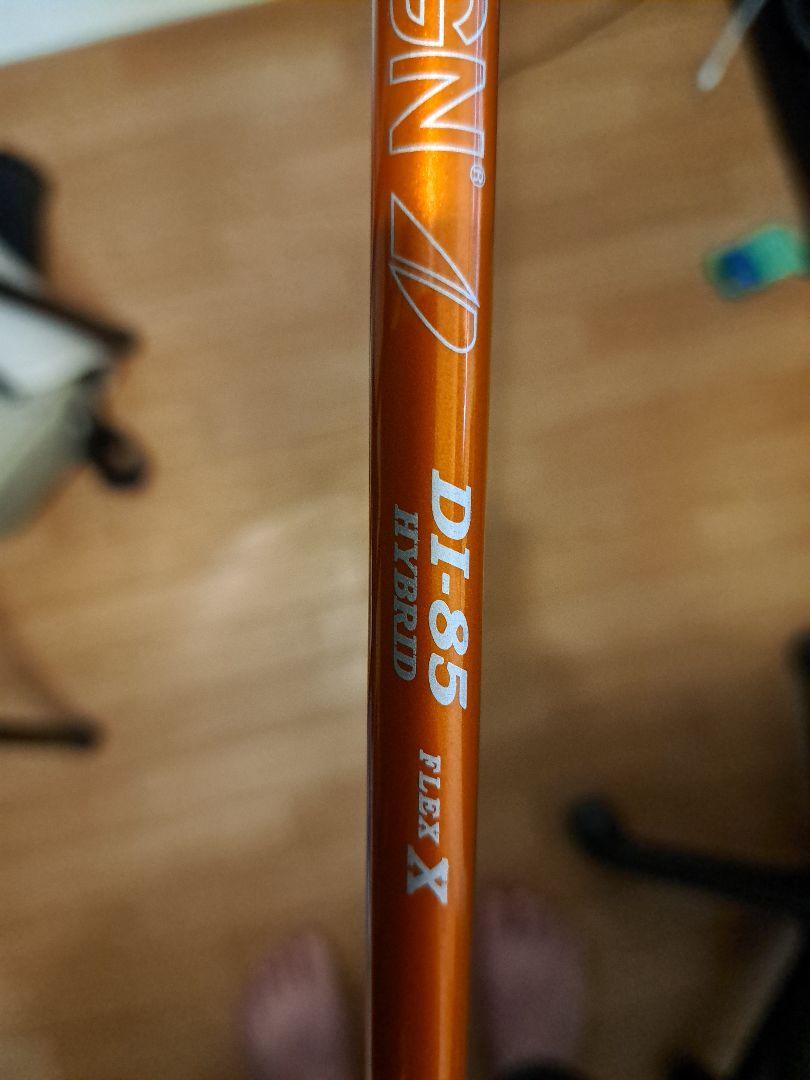 GN®
DI-85
HYBRID
FLEX X